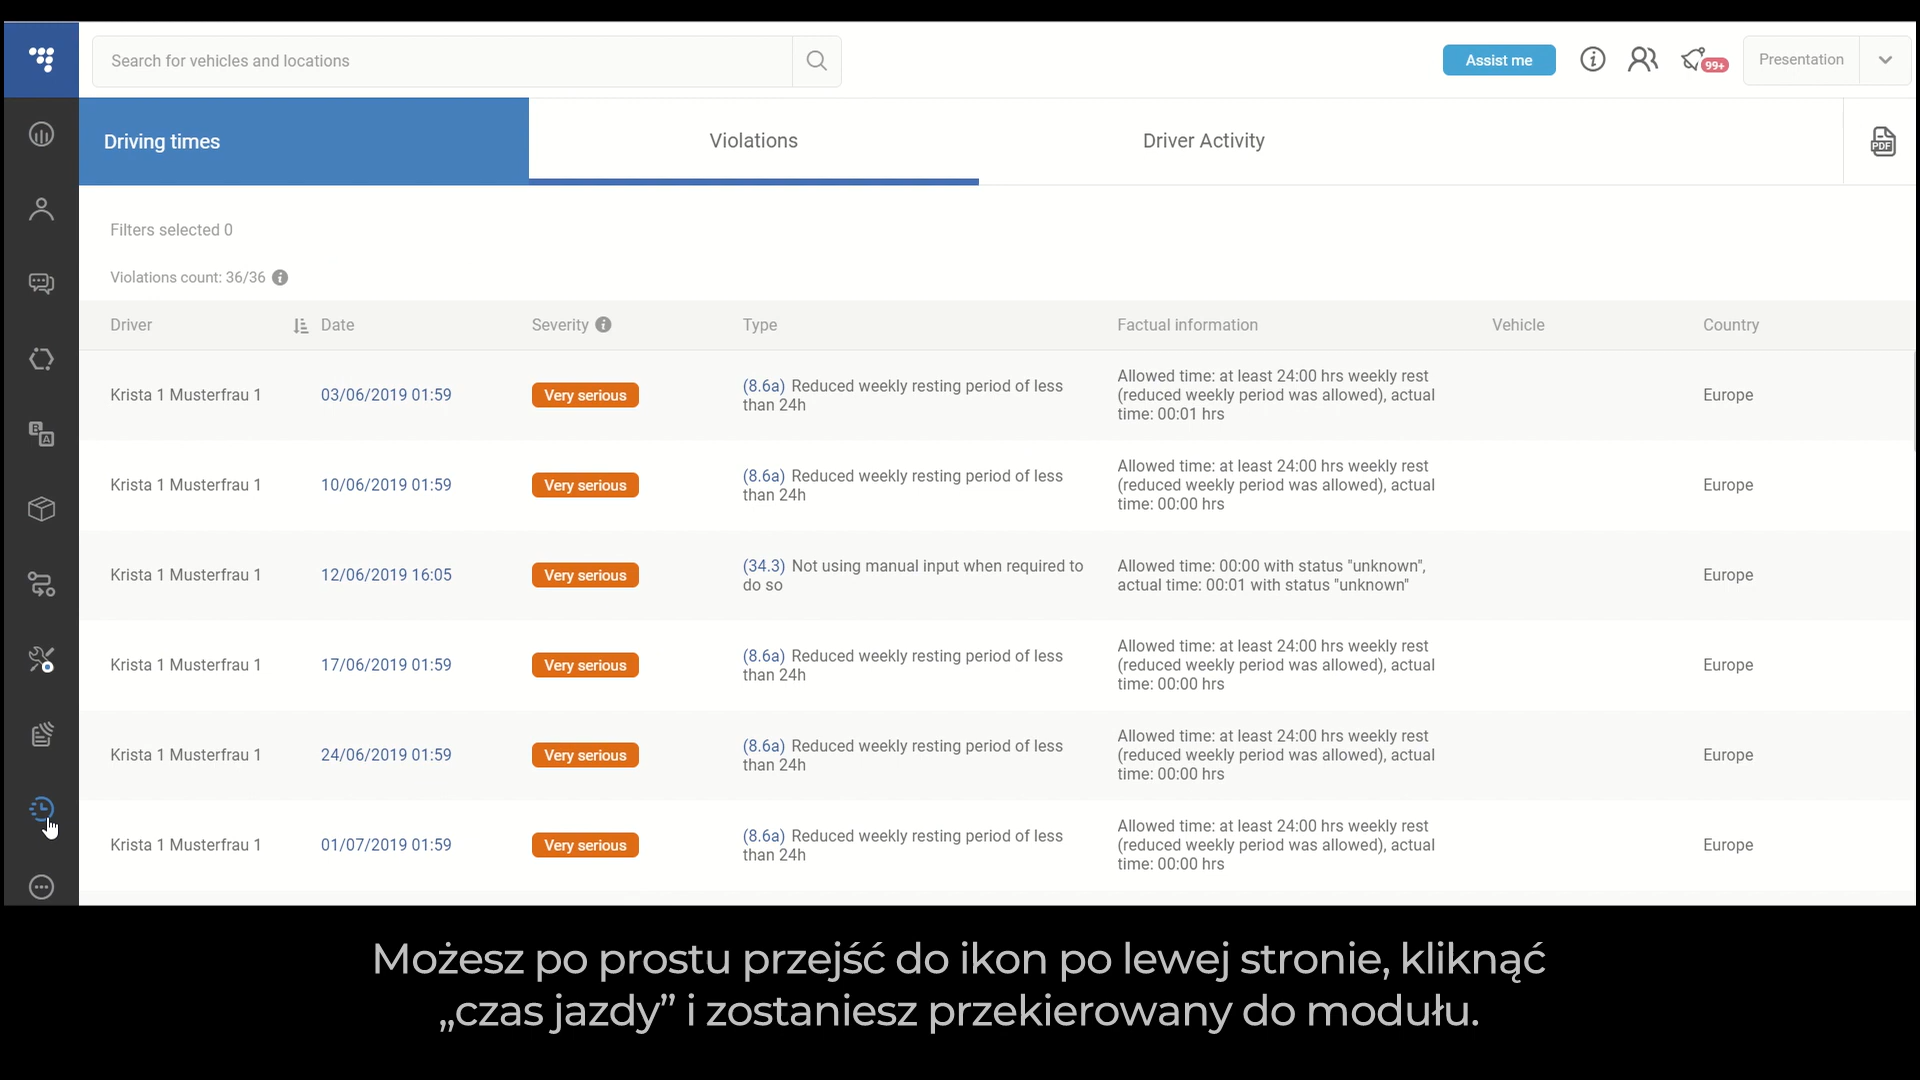 Search for vehicles and locations
Assist me
99+
Presentation
Driving times
Violations
Driver Activity
PDF
Filters selected 0
Violations count: 36/36
Driver
Date
Severity
Type
Factual information
Vehicle
Country
Krista 1 Musterfrau 1
03/06/2019 01:59
Very serious
(8.6a) Reduced weekly resting period of less
than 24h
Allowed time: at least 24:00 hrs weekly rest
(reduced weekly period was allowed), actual
time: 00:01 hrs
Europe
Krista 1 Musterfrau 1
10/06/2019 01:59
Very serious
(8.6a) Reduced weekly resting period of less
than 24h
Allowed time: at least 24:00 hrs weekly rest
(reduced weekly period was allowed), actual
time: 00:00 hrs
Europe
Krista 1 Musterfrau 1
12/06/2019 16:05
Very serious
(34.3) Not using manual input when required to
do so
Allowed time: 00:00 with status "unknown",
actual time: 00:01 with status "unknown"
Europe
Krista 1 Musterfrau 1
17/06/2019 01:59
Very serious
(8.6a) Reduced weekly resting period of less
than 24h
Allowed time: at least 24:00 hrs weekly rest
(reduced weekly period was allowed), actual
time: 00:00 hrs
Europe
Krista 1 Musterfrau 1
24/06/2019 01:59
Very serious
(8.6a) Reduced weekly resting period of less
than 24h
Allowed time: at least 24:00 hrs weekly rest
(reduced weekly period was allowed), actual
time: 00:00 hrs
Europe
Krista 1 Musterfrau 1
01/07/2019 01:59
Very serious
(8.6a) Reduced weekly resting period of less
than 24h
Allowed time: at least 24:00 hrs weekly rest
(reduced weekly period was allowed), actual
time: 00:00 hrs
Europe
Możesz po prostu przejść do ikon po lewej stronie, kliknąć
„czas jazdy” i zostaniesz przekierowany do modułu.